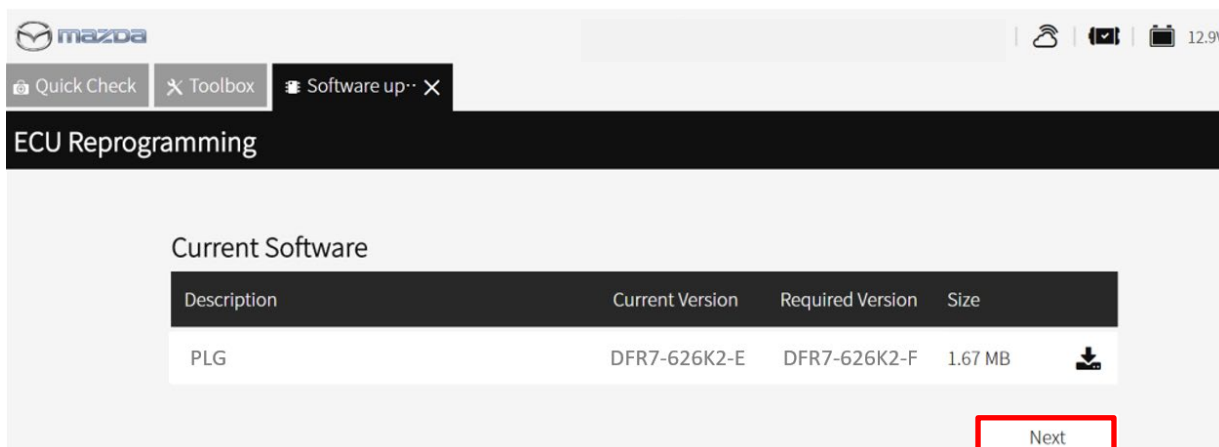 mazda
12.9V
Quick Check Toolbox Software up··
ECU Reprogramming
Current Software
Description Current Version Required Version Size
PLG DFR7-626K2-E DFR7-626K2-F 1.67 MB
Next